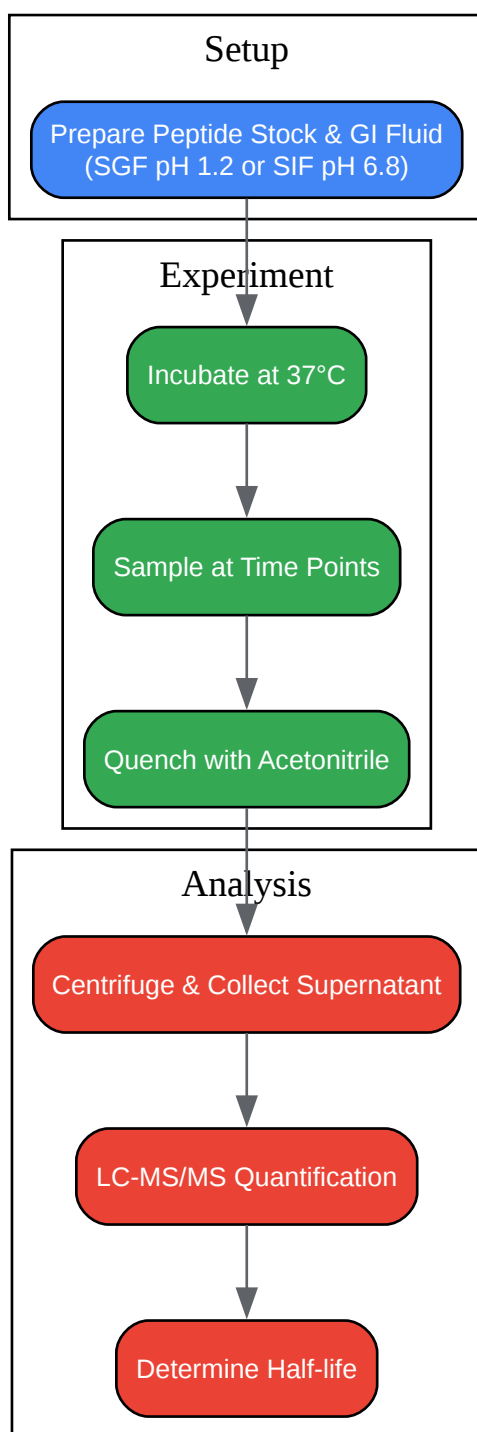 Setup
Prepare Peptide Stock & GI Fluid
(SGF pH 1.2 or SIF pH 6.8)
Experiment
Incubate at 37°C
Sample at Time Points
Quench with Acetonitrile
Analysis
Centrifuge & Collect Supernatant
LC-MS/MS Quantification
Determine Half-life